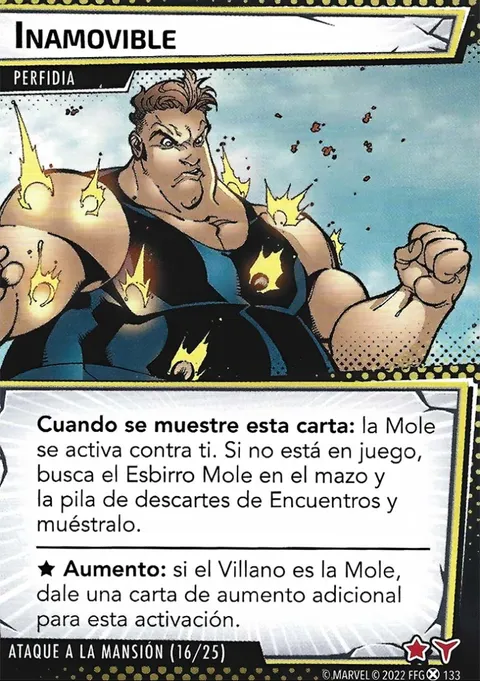 INAMOVIBLE
PERFIDIA
Cuando se muestre esta carta: la Mole
se activa contra ti. Si no está en juego,
busca el Esbirro Mole en el mazo y
la pila de descartes de Encuentros y
muéstralo.
★ Aumento: si el Villano es la Mole,
dale una carta de aumento adicional
para esta activación.
ATAQUE A LA MANSIÓN (16/25)
© MARVEL © 2022 FFG 133